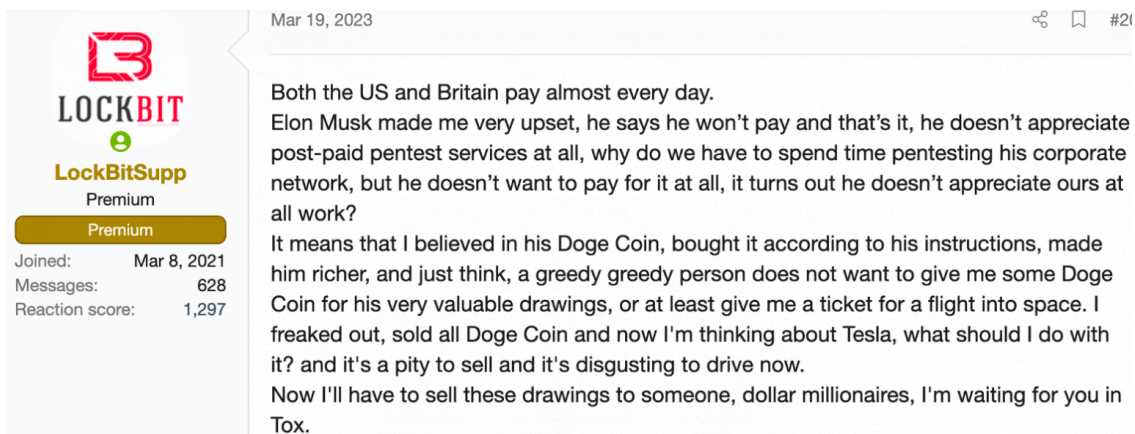 Mar 19, 2023
#20
LOCKBIT
LockBitSupp
Premium
Premium
Joined: Mar 8, 2021
Messages: 628
Reaction score: 1,297
Both the US and Britain pay almost every day.
Elon Musk made me very upset, he says he won’t pay and that’s it, he doesn’t appreciate
post-paid pentest services at all, why do we have to spend time pentesting his corporate
network, but he doesn’t want to pay for it at all, it turns out he doesn’t appreciate ours at
all work?
It means that I believed in his Doge Coin, bought it according to his instructions, made
him richer, and just think, a greedy greedy person does not want to give me some Doge
Coin for his very valuable drawings, or at least give me a ticket for a flight into space. I
freaked out, sold all Doge Coin and now I'm thinking about Tesla, what should I do with
it? and it's a pity to sell and it's disgusting to drive now.
Now I'll have to sell these drawings to someone, dollar millionaires, I'm waiting for you in
Tox.